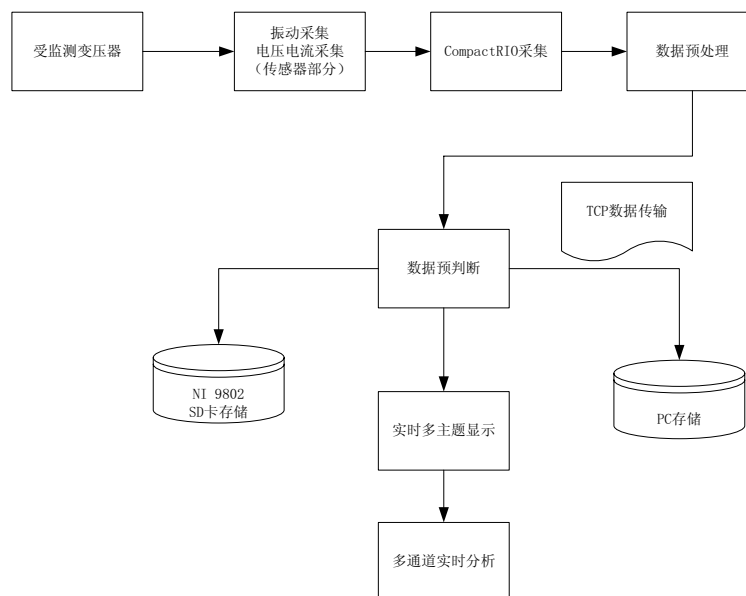 受监测变压器
振动采集
电压电流采集
（传感器部分）
CompactRIO采集
数据预处理
TCP数据传输
数据预判断
NI 9802
SD卡存储
实时多主题显示
PC存储
多通道实时分析